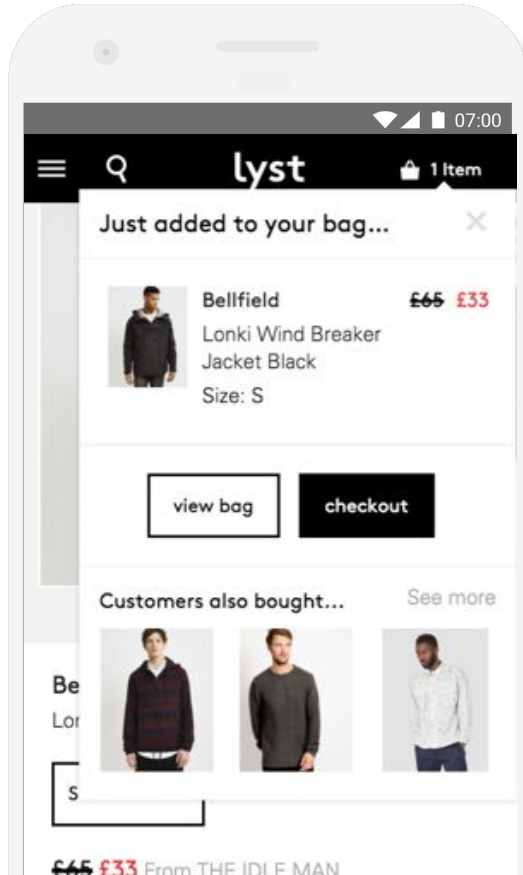 07:00
lyst
1 Item
Just added to your bag...
Bellfield
£65 £33
Lonki Wind Breaker
Jacket Black
Size: S
view bag
checkout
Customers also bought...
See more
Be
Lon
S
£65 £33 From THE IDLE MAN